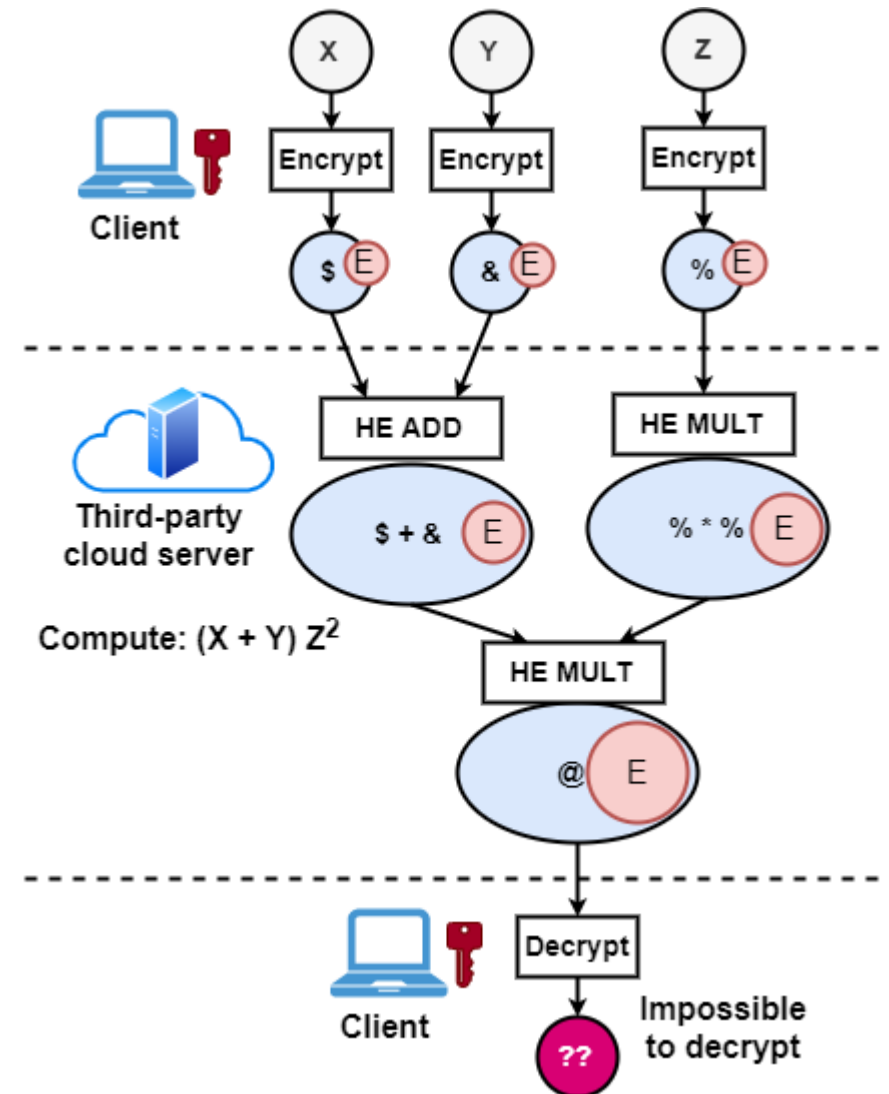 X
Y
Z
Encrypt
Encrypt
Encrypt
Client
$
E
&
E
%
E
HE ADD
HE MULT
Third-party
cloud server
$ + &
E
% * %
E
Compute: (X + Y) Z²
HE MULT
@
E
Decrypt
Client
Impossible
to decrypt
??